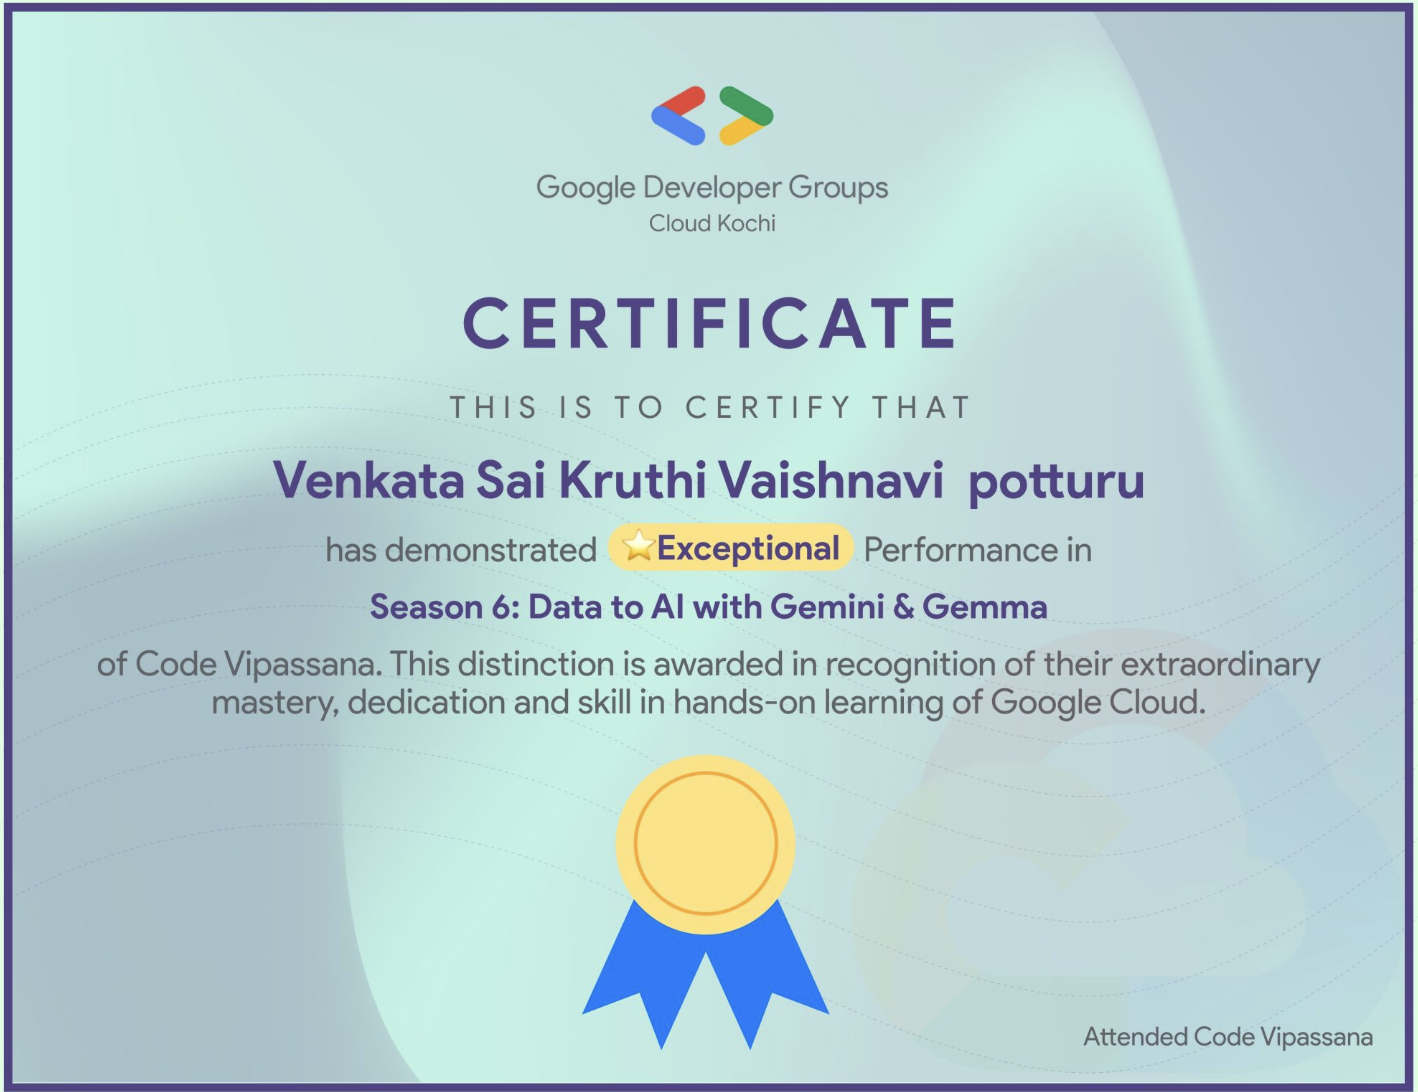 Google Developer Groups
Cloud Kochi
CERTIFICATE
THIS IS TO CERTIFY THAT
Venkata Sai Kruthi Vaishnavi potturu
has demonstrated ⭐Exceptional Performance in
Season 6: Data to AI with Gemini & Gemma
of Code Vipassana. This distinction is awarded in recognition of their extraordinary
mastery, dedication and skill in hands-on learning of Google Cloud.
Attended Code Vipassana